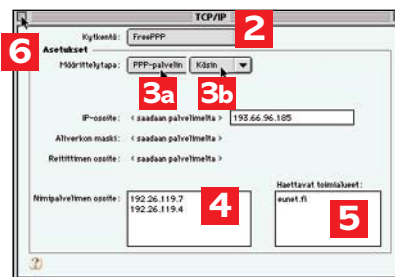 TCP/IP
2
Kytkentä: FreePPP
6
Asetukset
Määrittelytapa: PPP-palvelin Käsin
3a 3b
IP-osoite: < saadaan palvelimelta > 193.66.96.185
Aliverkon maski: < saadaan palvelimelta >
Reitittimen osoite: < saadaan palvelimelta >
Haettavat toimialueet:
Nimipalvelimen osoite: 192.26.119.7 eunet.fi
192.26.119.4
4 5
?